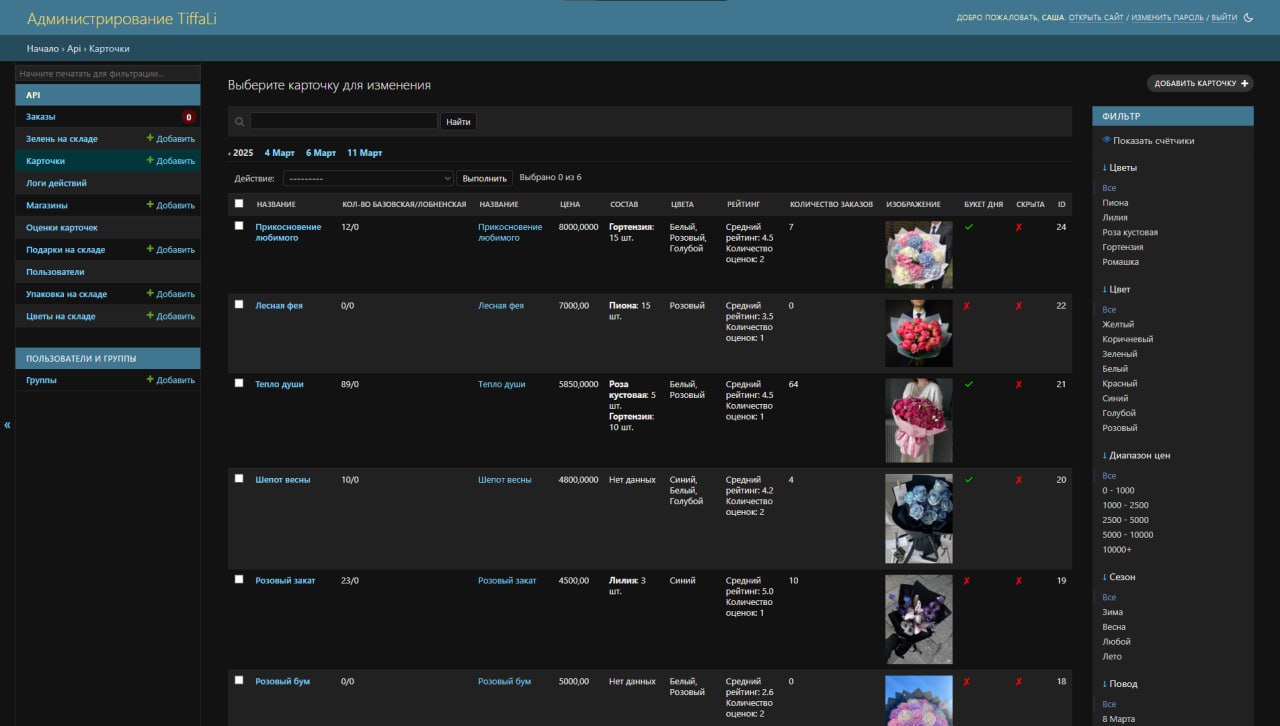 Администрирование TiffaLi
ДОБРО ПОЖАЛОВАТЬ, САША. ОТКРЫТЬ САЙТ / ИЗМЕНИТЬ ПАРОЛЬ / ВЫЙТИ
Начало › Api › Карточки
Начните печатать для фильтрации...
API
Заказы 0
Зелень на складе + Добавить
Карточки + Добавить
Логи действий
Магазины + Добавить
Оценки карточек
Подарки на складе + Добавить
Пользователи
Упаковка на складе + Добавить
Цветы на складе + Добавить
ПОЛЬЗОВАТЕЛИ И ГРУППЫ
Группы + Добавить
«
Выберите карточку для изменения
ДОБАВИТЬ КАРТОЧКУ +
Найти
‹ 2025 4 Март 6 Март 11 Март
Действие: --------- Выполнить Выбрано 0 из 6
НАЗВАНИЕ КОЛ-ВО БАЗОВСКАЯ/ЛОБНЕНСКАЯ НАЗВАНИЕ ЦЕНА СОСТАВ ЦВЕТА РЕЙТИНГ КОЛИЧЕСТВО ЗАКАЗОВ ИЗОБРАЖЕНИЕ БУКЕТ ДНЯ СКРЫТА ID
Прикосновение 12/0 Прикосновение 8000,0000 Гортензия: Белый, Средний 7 ✓ ✗ 24
любимого любимого 15 шт. Розовый, рейтинг: 4.5
Голубой Количество
оценок: 2
Лесная фея 0/0 Лесная фея 7000,00 Пиона: 15 Розовый Средний 0 ✗ ✗ 22
шт. рейтинг: 3.5
Количество
оценок: 1
Тепло души 89/0 Тепло души 5850,0000 Роза Белый, Средний 64 ✓ ✗ 21
кустовая: 5 Розовый рейтинг: 4.5
шт. Количество
Гортензия: оценок: 1
10 шт.
Шепот весны 10/0 Шепот весны 4800,0000 Нет данных Синий, Средний 4 ✓ ✗ 20
Белый, рейтинг: 4.2
Голубой Количество
оценок: 2
Розовый закат 23/0 Розовый закат 4500,00 Лилия: 3 Синий Средний 10 ✗ ✗ 19
шт. рейтинг: 5.0
Количество
оценок: 1
Розовый бум 0/0 Розовый бум 5000,00 Нет данных Белый, Средний 0 ✗ ✗ 18
Розовый рейтинг: 2.6
Количество
оценок: 2
ФИЛЬТР
Показать счётчики
↓ Цветы
Все
Пиона
Лилия
Роза кустовая
Гортензия
Ромашка
↓ Цвет
Все
Желтый
Коричневый
Зеленый
Белый
Красный
Синий
Голубой
Розовый
↓ Диапазон цен
Все
0 - 1000
1000 - 2500
2500 - 5000
5000 - 10000
10000+
↓ Сезон
Все
Зима
Весна
Любой
Лето
↓ Повод
Все
8 Марта